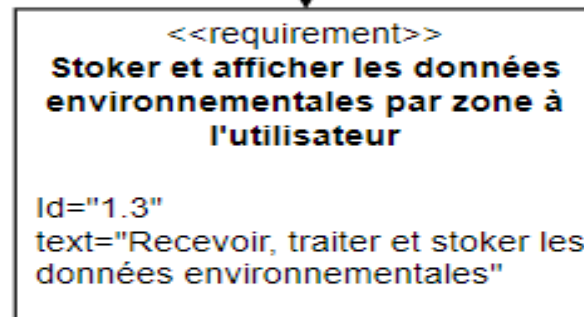 <<requirement>>
Stoker et afficher les données
environnementales par zone à
l'utilisateur
Id="1.3"
text="Recevoir, traiter et stoker les
données environnementales"